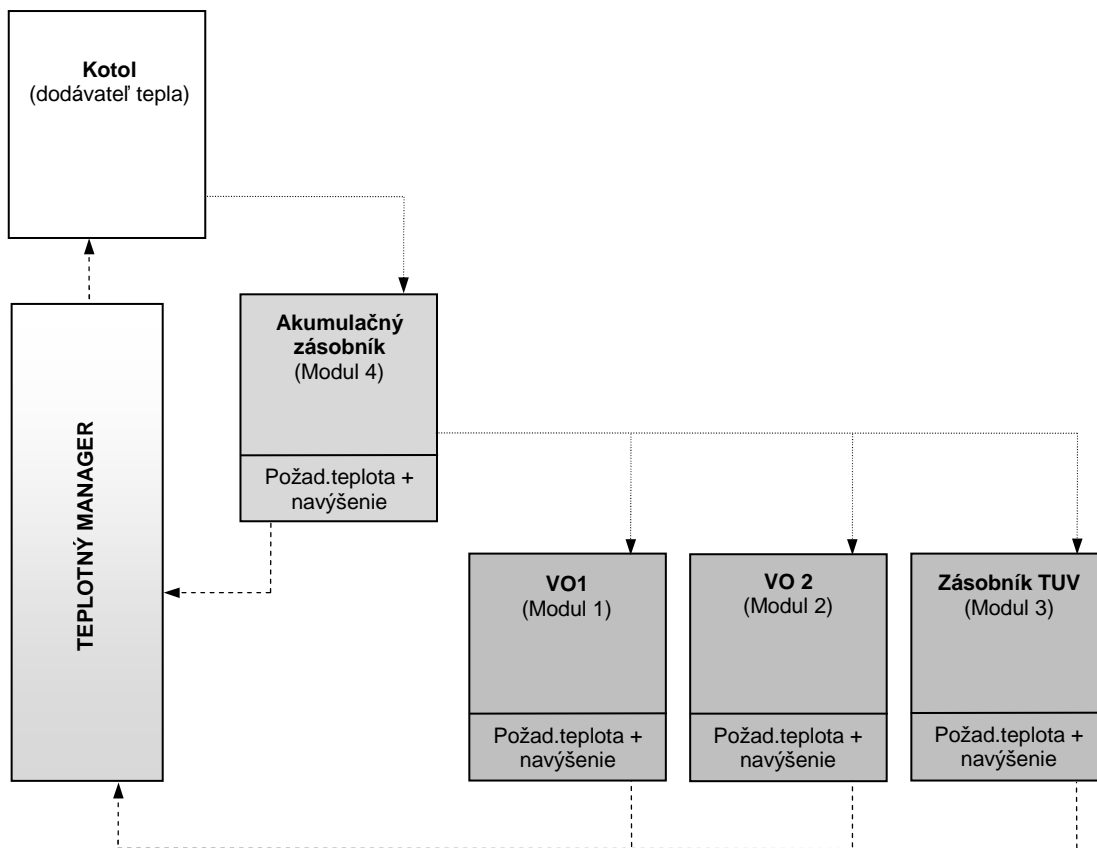 Kotol
(dodávateľ tepla)
Akumulačný
zásobník
(Modul 4)
Požad.teplota +
navýšenie
TEPLOTNÝ MANAGER
VO1
(Modul 1)
Požad.teplota +
navýšenie
VO 2
(Modul 2)
Požad.teplota +
navýšenie
Zásobník TUV
(Modul 3)
Požad.teplota +
navýšenie